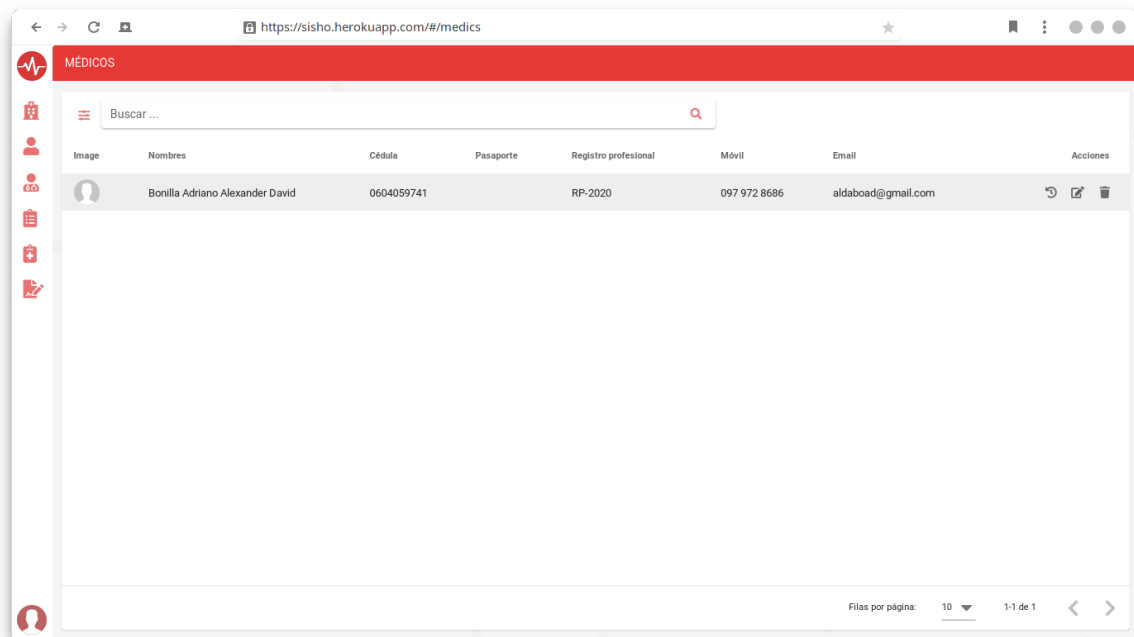 https://sisho.herokuapp.com/#/medics
MÉDICOS
Buscar ...
Image Nombres Cédula Pasaporte Registro profesional Móvil Email Acciones
Bonilla Adriano Alexander David 0604059741 RP-2020 097 972 8686 aldaboad@gmail.com
Filas por página: 10 1-1 de 1